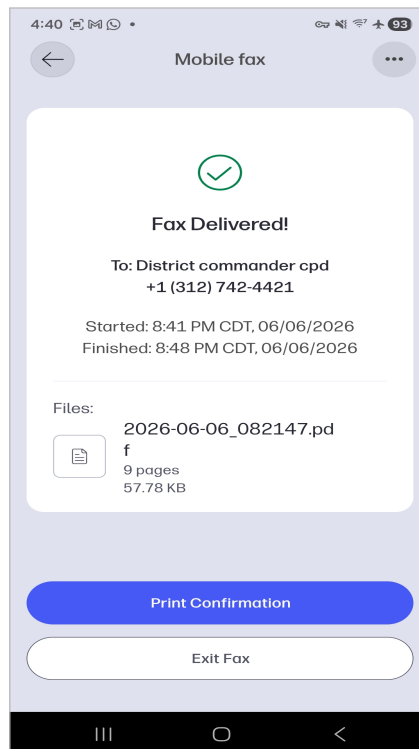 4:40
93
Mobile fax
Fax Delivered!
To: District commander cpd
+1 (312) 742-4421
Started: 8:41 PM CDT, 06/06/2026
Finished: 8:48 PM CDT, 06/06/2026
Files:
2026-06-06_082147.pd
f
9 pages
57.78 KB
Print Confirmation
Exit Fax